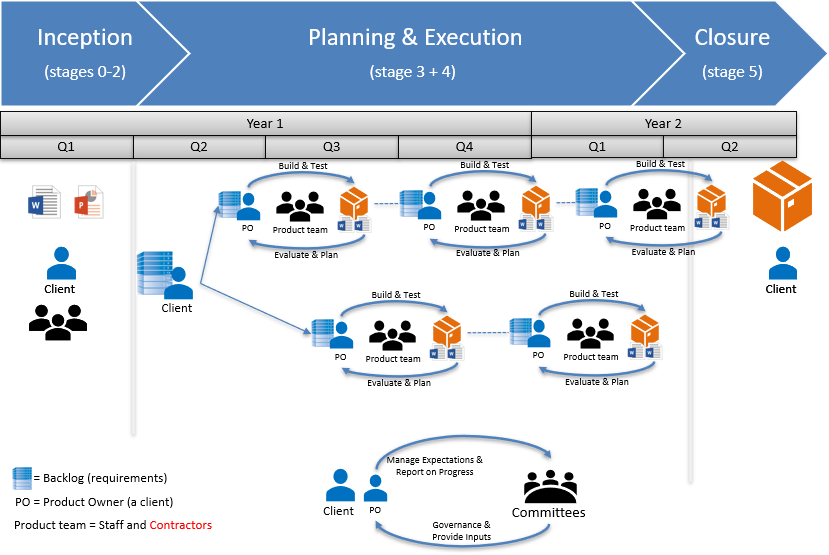 Inception
(stages 0-2)
Planning & Execution
(stage 3 + 4)
Closure
(stage 5)
Year 1
Year 2
Q1
Q2
Q3
Q4
Q1
Q2
W
P
Client
Client
Build & Test
PO
Product team
W
W
Evaluate & Plan
Build & Test
PO
Product team
W
W
Evaluate & Plan
Build & Test
PO
Product team
W
W
Evaluate & Plan
Client
Build & Test
PO
Product team
W
W
Evaluate & Plan
Build & Test
PO
Product team
W
W
Evaluate & Plan
= Backlog (requirements)
PO = Product Owner (a client)
Product team = Staff and Contractors
Manage Expectations &
Report on Progress
Client
PO
Committees
Governance &
Provide Inputs